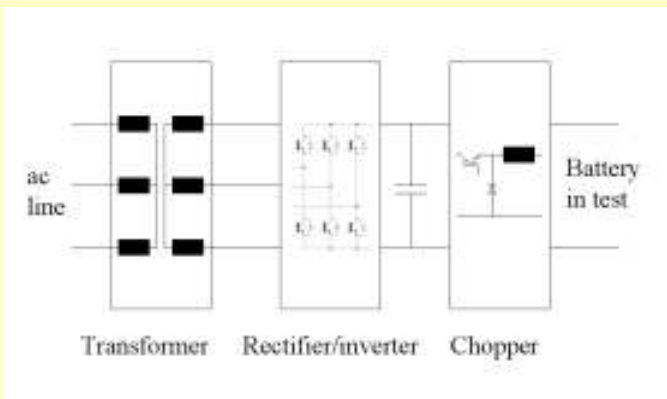 ac
line
Battery
in test
Transformer
Rectifier/inverter
Chopper